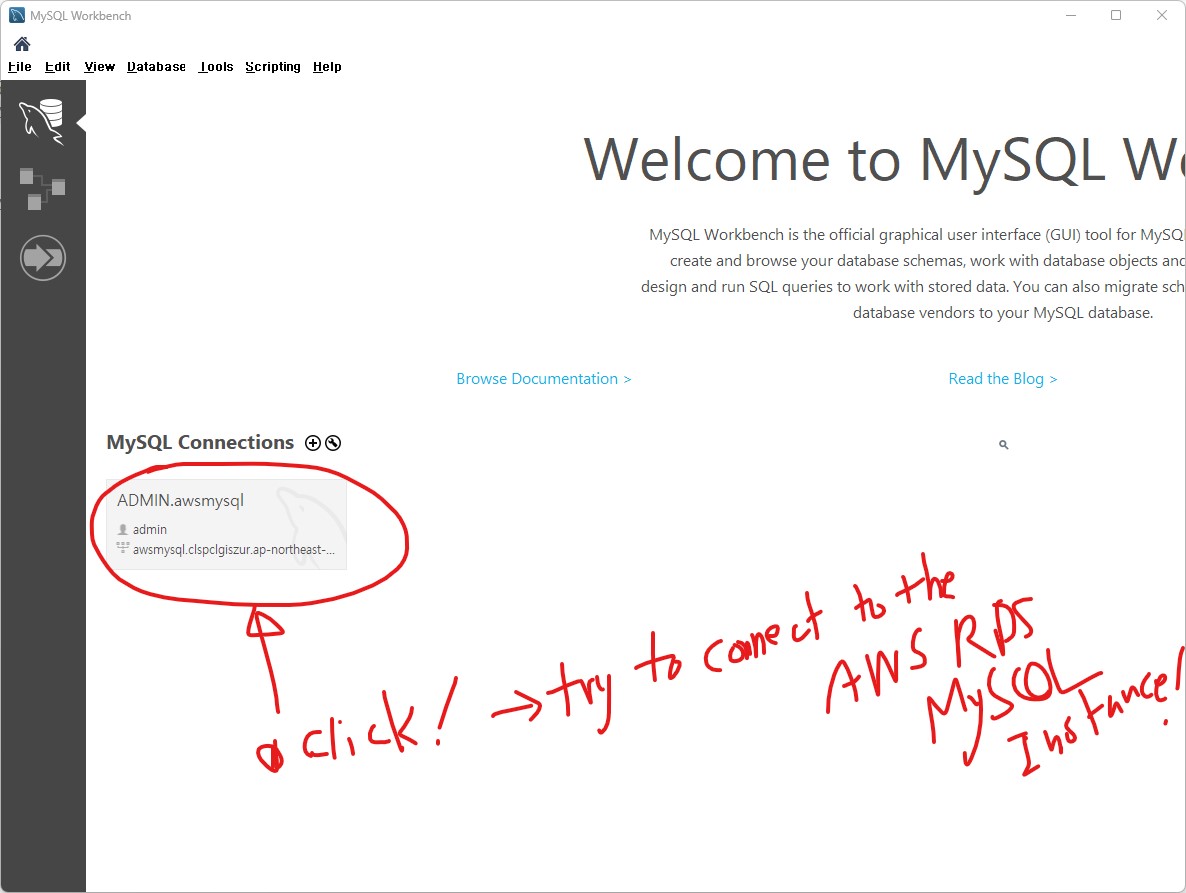 MySQL Workbench
File Edit View Database Tools Scripting Help
Welcome to MySQL Wo
MySQL Workbench is the official graphical user interface (GUI) tool for MySQL
create and browse your database schemas, work with database objects and
design and run SQL queries to work with stored data. You can also migrate sch
database vendors to your MySQL database.
Browse Documentation >
Read the Blog >
MySQL Connections
ADMIN.awsmysql
admin
awsmysql.clspclgiszur.ap-northeast-...
click! → try to connect to the
AWS RDS
MySQL
Instance!